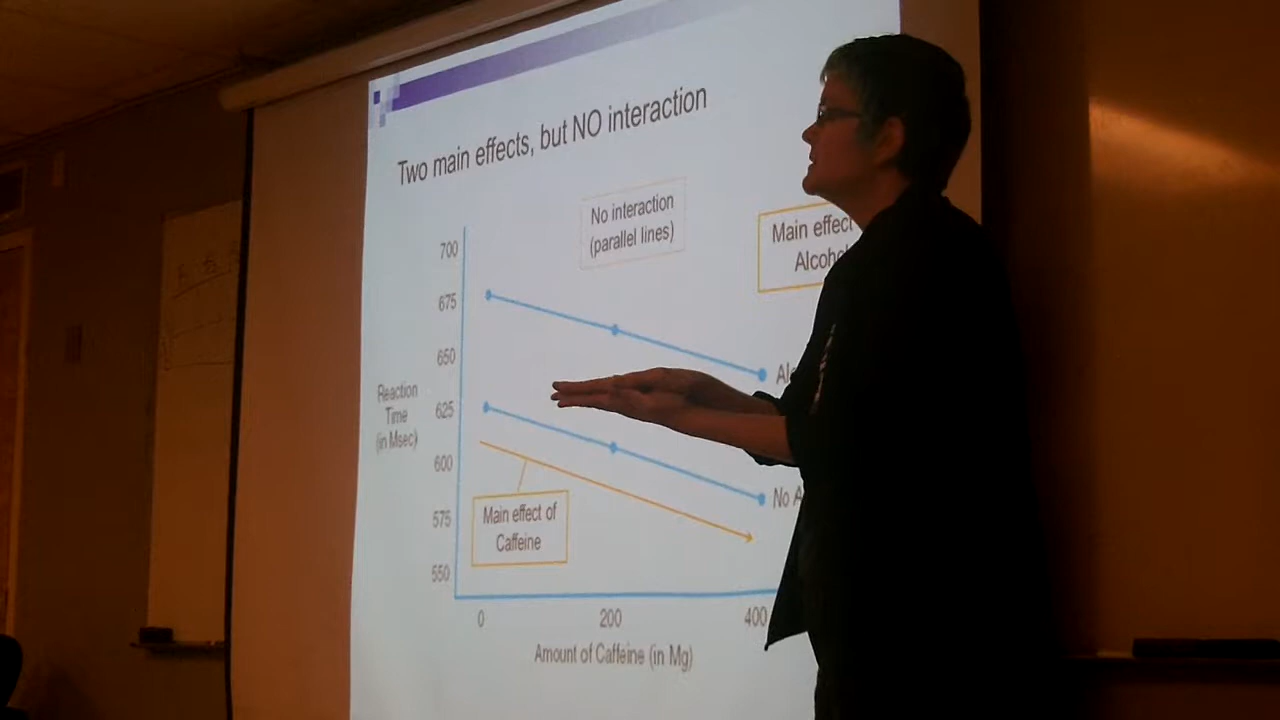 Two main effects, but NO interaction
No interaction
(parallel lines)
Main effect
700
675
650
625
600
575
550
Reaction
Time
(in Msec)
No
Main effect of
Caffeine
0
200
400
Amount of Caffeine (in Mg)